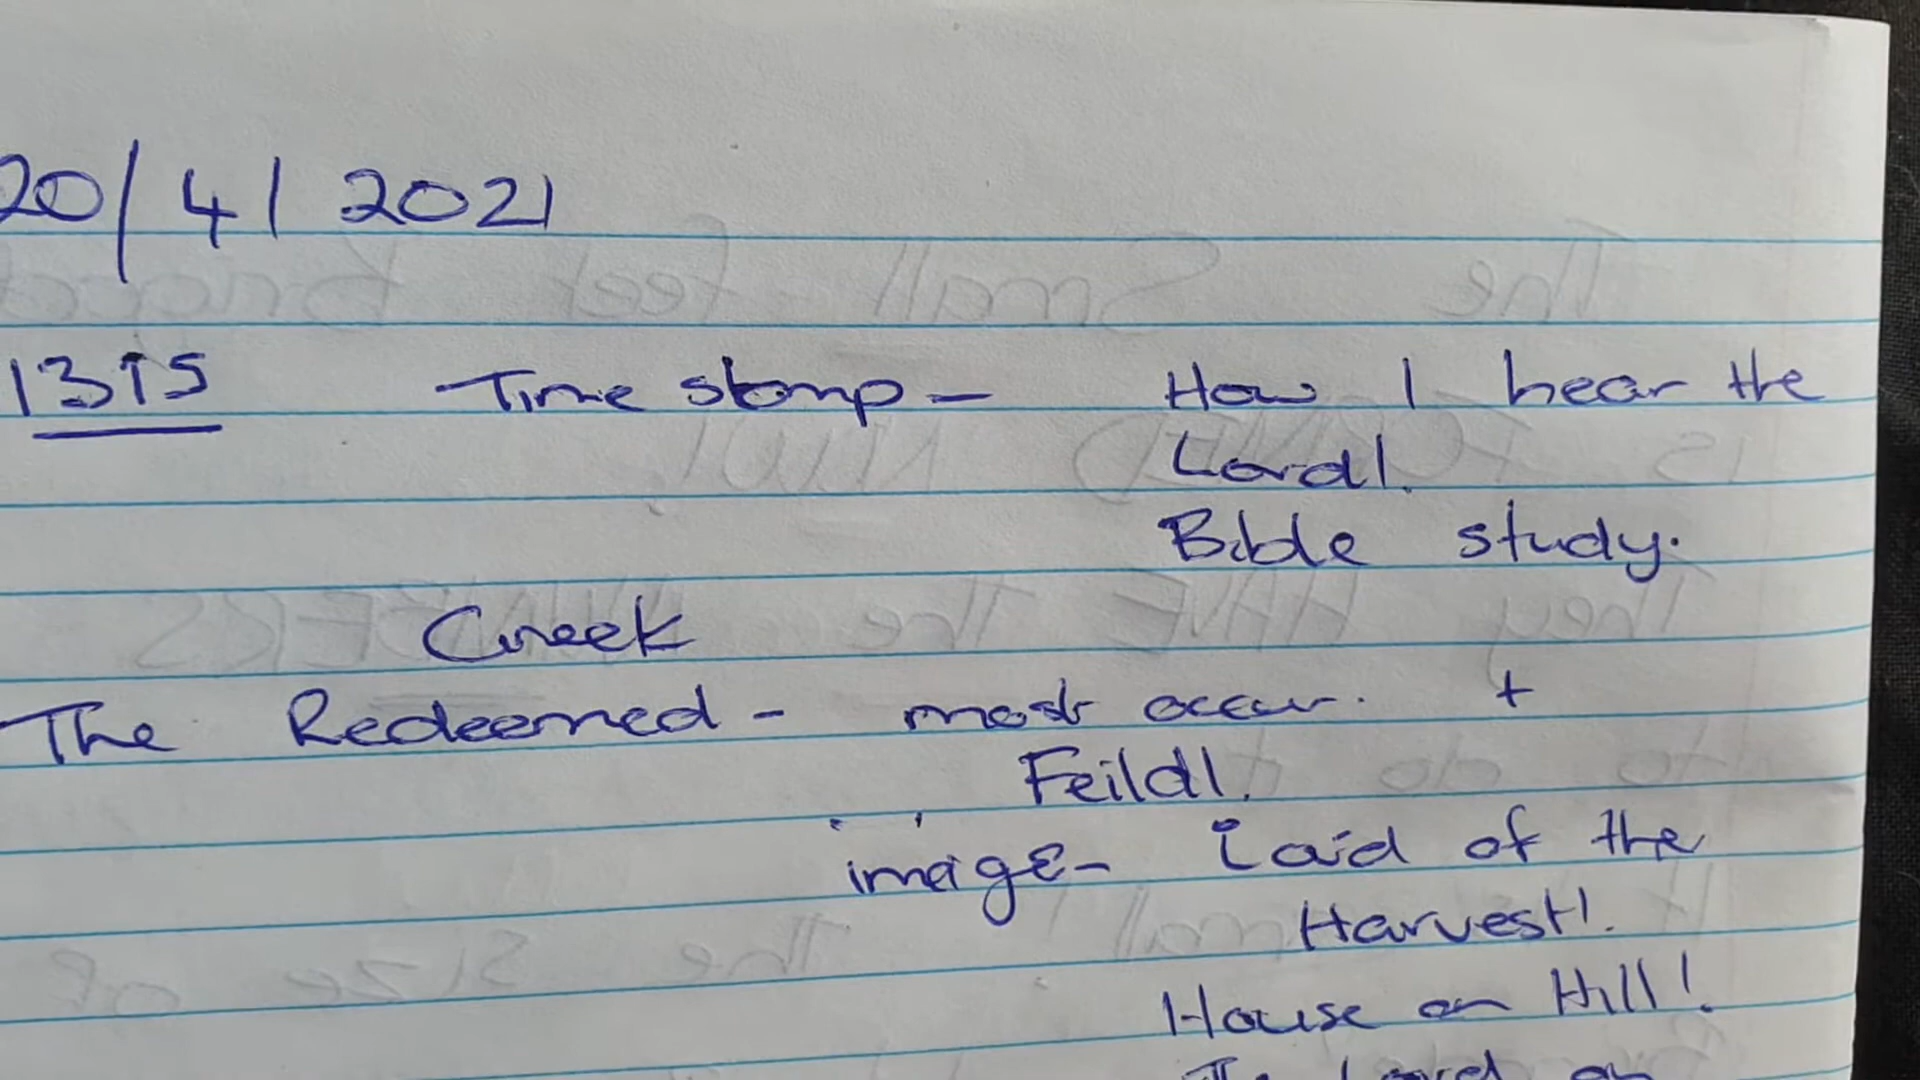 20/4/2021
1315 Time stamp - How I hear the
Lord!
Bible study.
Creek
The Redeemed - most occur. +
Feild!
image - Laid of the
Harvest!
House on Hill!